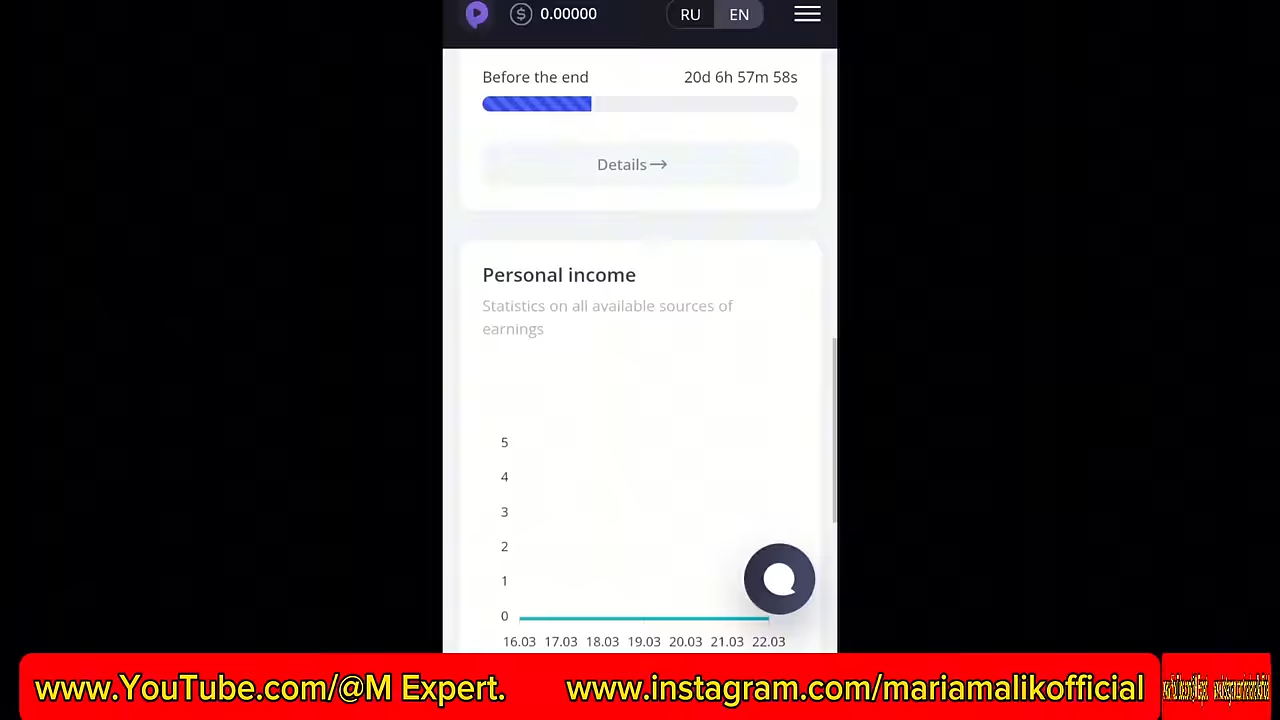 0.00000
RU EN
Before the end 20d 6h 57m 58s
Details→
Personal income
Statistics on all available sources of
earnings
5
4
3
2
1
0
16.03 17.03 18.03 19.03 20.03 21.03 22.03
www.YouTube.com/@M Expert. www.instagram.com/mariamalikofficial